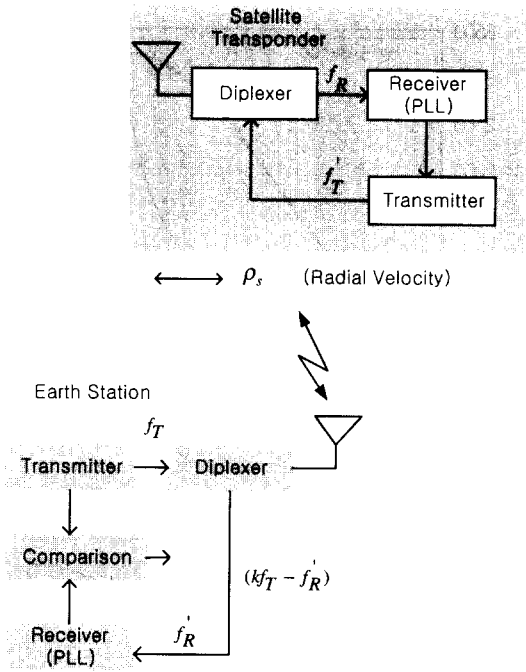 Satellite
Transponder
Diplexer
f_R
Receiver
(PLL)
f'_T
Transmitter
ρ_s (Radial Velocity)
Earth Station
f_T
Transmitter
Diplexer
Comparison
(kf_T − f'_R)
Receiver
(PLL)
f'_R